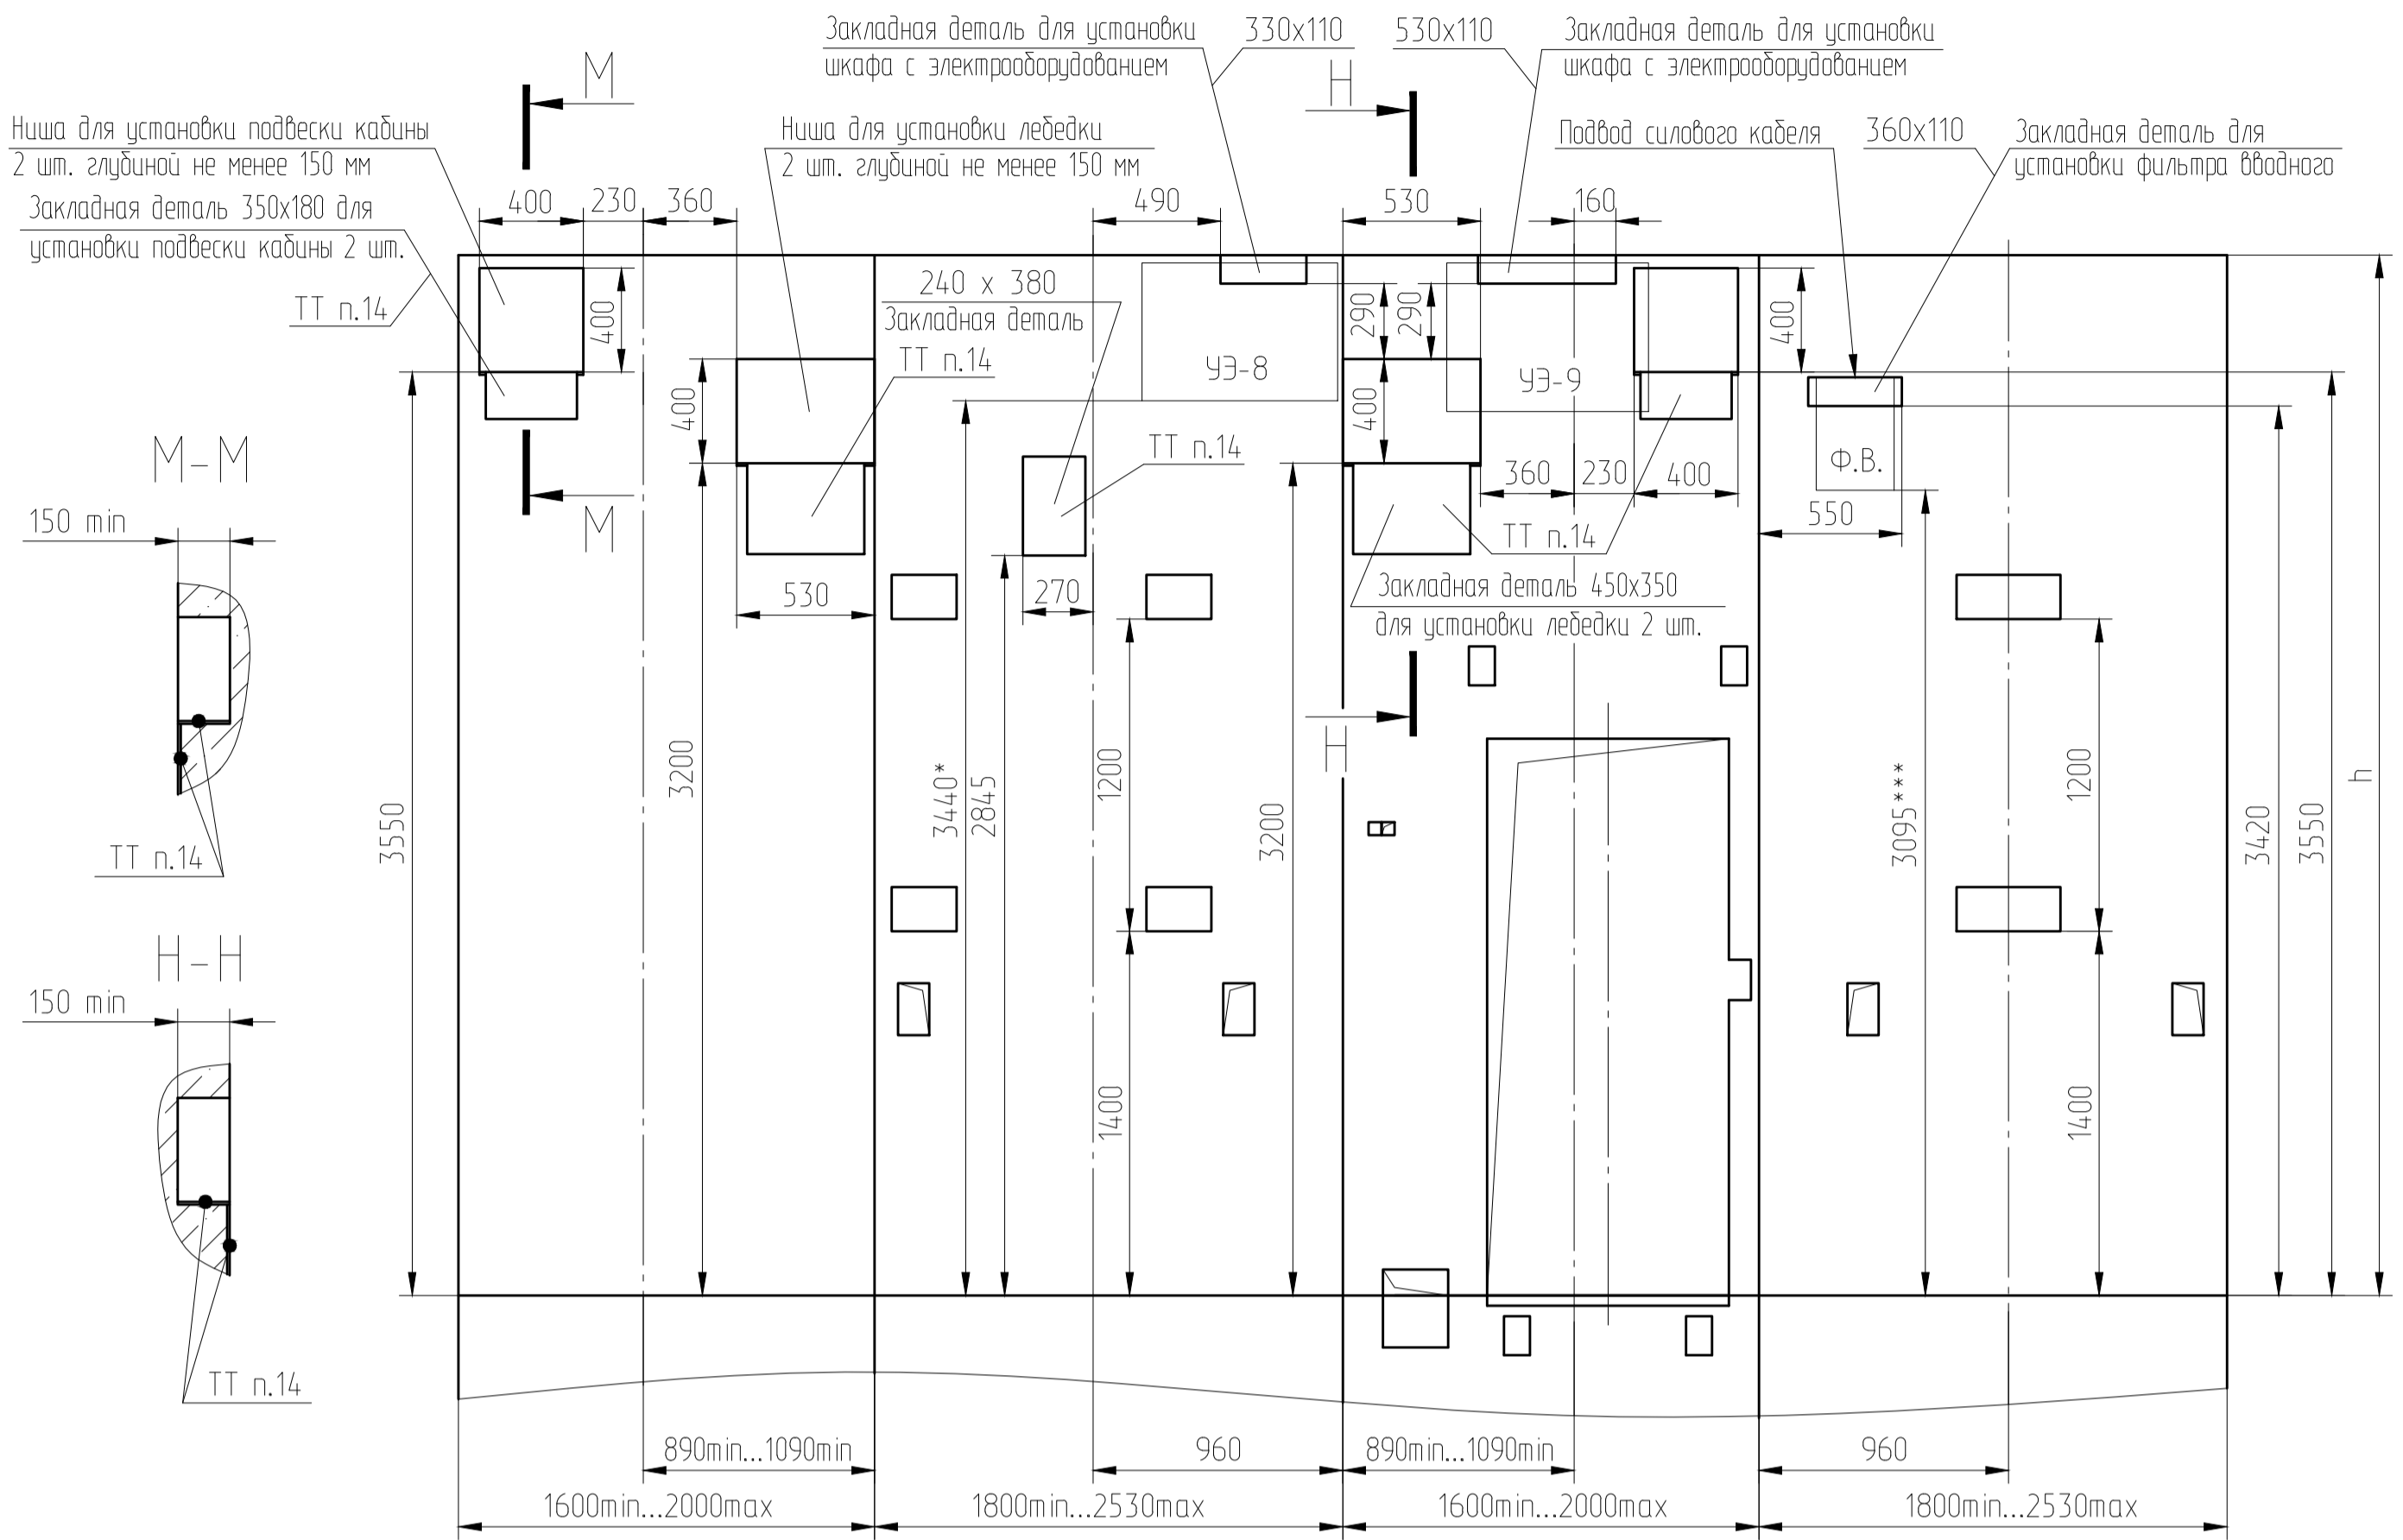 Закладная деталь для установки
шкафа с электрооборудованием
330х110
530х110
Закладная деталь для установки
шкафа с электрооборудованием
М
Н
Ниша для установки подвески кабины
2 шт. глубиной не менее 150 мм
Ниша для установки лебедки
2 шт. глубиной не менее 150 мм
Подвод силового кабеля
360х110
Закладная деталь для
установки фильтра вводного
Закладная деталь 350х180 для
установки подвески кабины 2 шт.
400
230
360
490
530
160
ТТ п.14
400
240 х 380
Закладная деталь
ТТ п.14
290
290
400
УЭ-8
УЭ-9
400
400
М-М
ТТ п.14
360
230
400
Ф.В.
150 min
М
ТТ п.14
550
530
270
Закладная деталь 450х350
для установки лебедки 2 шт.
Н
3550
3200
3440*
2845
1200
3200
3095***
1200
3420
3550
h
ТТ п.14
Н-Н
150 min
1400
1400
ТТ п.14
890min...1090min
960
890min...1090min
960
1600min...2000max
1800min...2530max
1600min...2000max
1800min...2530max